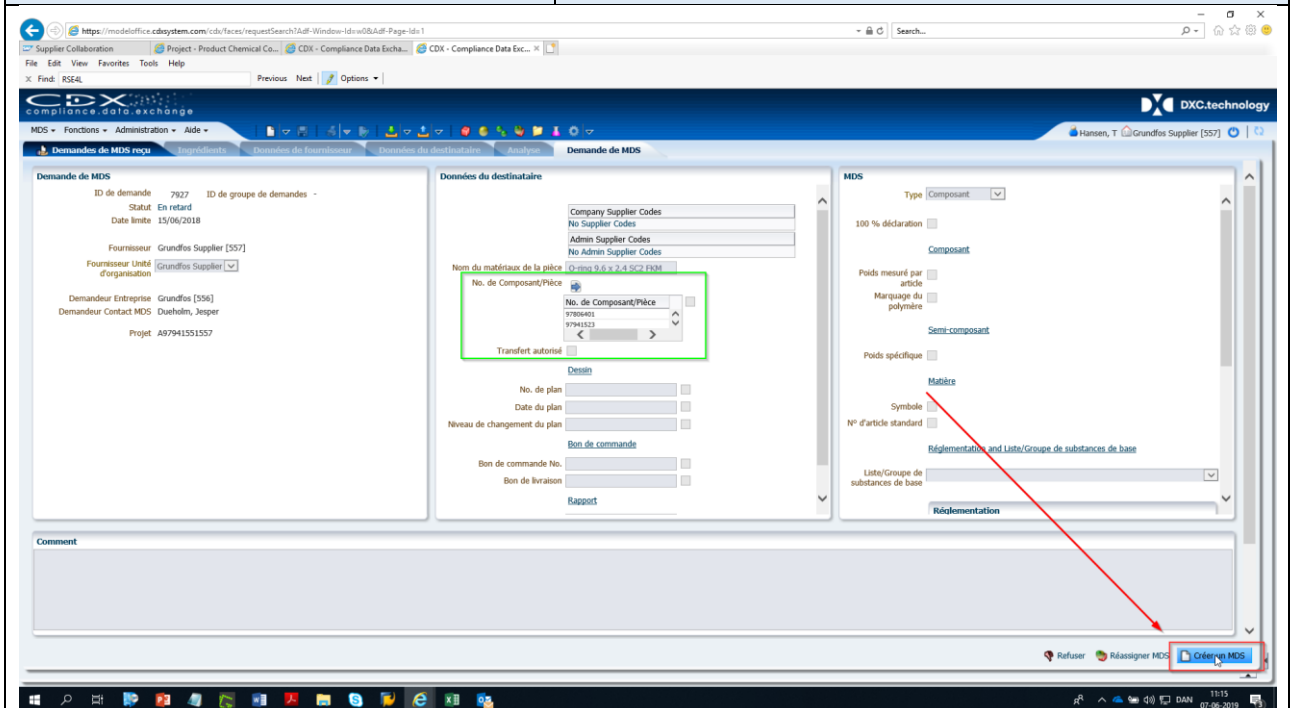 https://modeloffice.cdxsystem.com/cdx/faces/requestSearch?Adf-Window-Id=w0&Adf-Page-Id=1
Search...
Supplier Collaboration Project - Product Chemical Co... CDX - Compliance Data Excha... CDX - Compliance Data Exc...
File Edit View Favorites Tools Help
Find: RSE4L Previous Next Options
CDX
compliance.data.exchange
DXC.technology
MDS Fonctions Administration Aide
Hansen, T Grundfos Supplier [557]
Demandes de MDS reçu Ingrédients Données de fournisseur Données du destinataire Analyse Demande de MDS
Demande de MDS
ID de demande 7927 ID de groupe de demandes -
Statut En retard
Date limite 15/06/2018
Fournisseur Grundfos Supplier [557]
Fournisseur Unité d'organisation Grundfos Supplier
Demandeur Entreprise Grundfos [556]
Demandeur Contact MDS Dueholm, Jesper
Projet A97941551557
Données du destinataire
Company Supplier Codes
No Supplier Codes
Admin Supplier Codes
No Admin Supplier Codes
Nom du matériaux de la pièce O-ring 9.6 x 2.4 SC2 FKM
No. de Composant/Pièce
No. de Composant/Pièce
97806401
97941523
Transfert autorisé
Dessin
No. de plan
Date du plan
Niveau de changement du plan
Bon de commande
Bon de commande No.
Bon de livraison
Rapport
MDS
Type Composant
100 % déclaration
Composant
Poids mesuré par article
Marquage du polymère
Semi-composant
Poids spécifique
Matière
Symbole
Nº d'article standard
Réglementation and Liste/Groupe de substances de base
Liste/Groupe de substances de base
Réglementation
Comment
Refuser Réassigner MDS Créer un MDS
DAN 11:15
07-06-2019